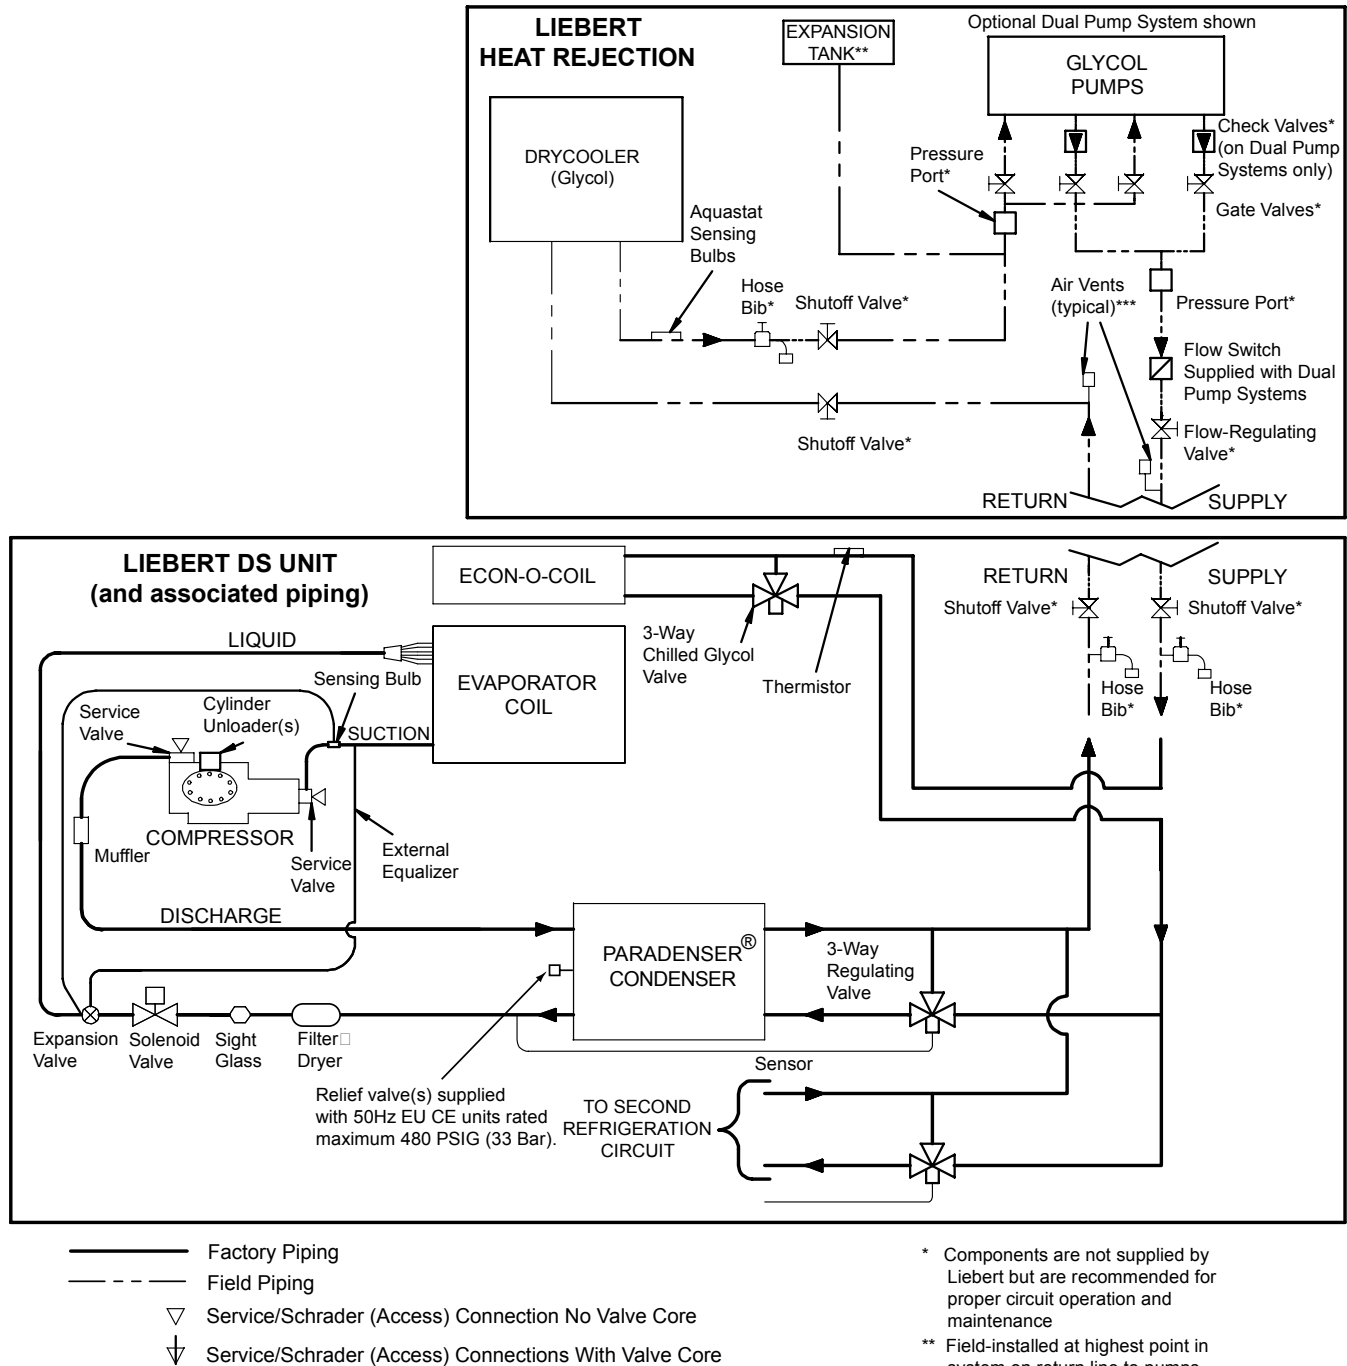 LIEBERT
HEAT REJECTION
EXPANSION
TANK**
Optional Dual Pump System shown
GLYCOL
PUMPS
DRYCOOLER
(Glycol)
Pressure
Port*
Check Valves*
(on Dual Pump
Systems only)
Gate Valves*
Aquastat
Sensing
Bulbs
Hose
Bib*
Shutoff Valve*
Air Vents
(typical)***
Pressure Port*
Flow Switch
Supplied with Dual
Pump Systems
Shutoff Valve*
Flow-Regulating
Valve*
RETURN
SUPPLY
LIEBERT DS UNIT
(and associated piping)
ECON-O-COIL
RETURN
SUPPLY
Shutoff Valve*
Shutoff Valve*
LIQUID
3-Way
Chilled Glycol
Valve
Thermistor
Sensing Bulb
EVAPORATOR
COIL
Hose
Bib*
Hose
Bib*
Service
Valve
Cylinder
Unloader(s)
SUCTION
COMPRESSOR
Muffler
Service
Valve
External
Equalizer
DISCHARGE
PARADENSER®
CONDENSER
3-Way
Regulating
Valve
Expansion
Valve
Solenoid
Valve
Sight
Glass
Filter□
Dryer
Sensor
Relief valve(s) supplied
with 50Hz EU CE units rated
maximum 480 PSIG (33 Bar).
TO SECOND
REFRIGERATION
CIRCUIT
Factory Piping
Field Piping
Service/Schrader (Access) Connection No Valve Core
Service/Schrader (Access) Connections With Valve Core
* Components are not supplied by
Liebert but are recommended for
proper circuit operation and
maintenance
** Field-installed at highest point in
system on return line to pumps